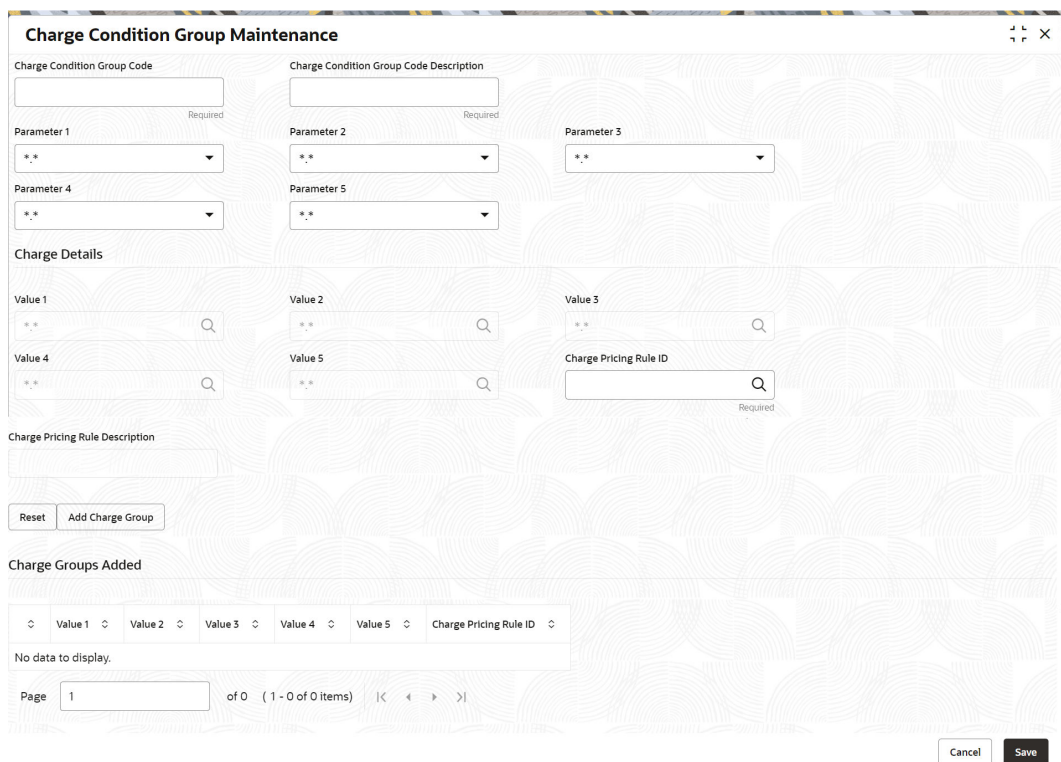 Charge Condition Group Maintenance
Charge Condition Group Code Charge Condition Group Code Description
Required Required
Parameter 1 Parameter 2 Parameter 3
*.* *.* *.*
Parameter 4 Parameter 5
*.* *.*
Charge Details
Value 1 Value 2 Value 3
*.* *.* *.*
Value 4 Value 5 Charge Pricing Rule ID
*.* *.*
Required
Charge Pricing Rule Description
Reset Add Charge Group
Charge Groups Added
Value 1 Value 2 Value 3 Value 4 Value 5 Charge Pricing Rule ID
No data to display.
Page 1 of 0 ( 1 - 0 of 0 items)
Cancel Save